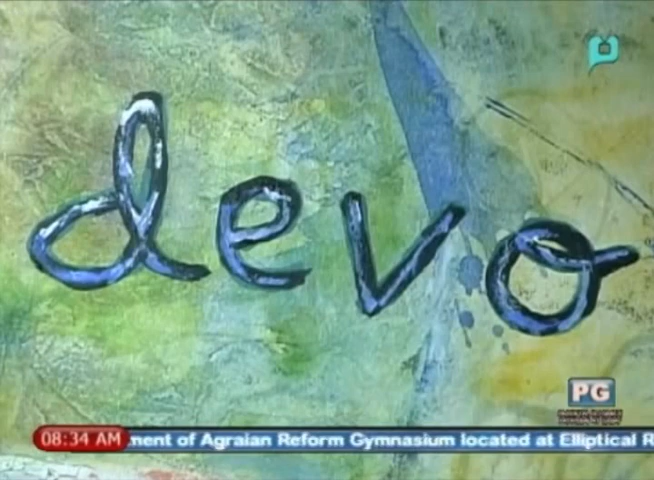 devo
PG
08:34 AM
ment of Agraian Reform Gymnasium located at Elliptical R